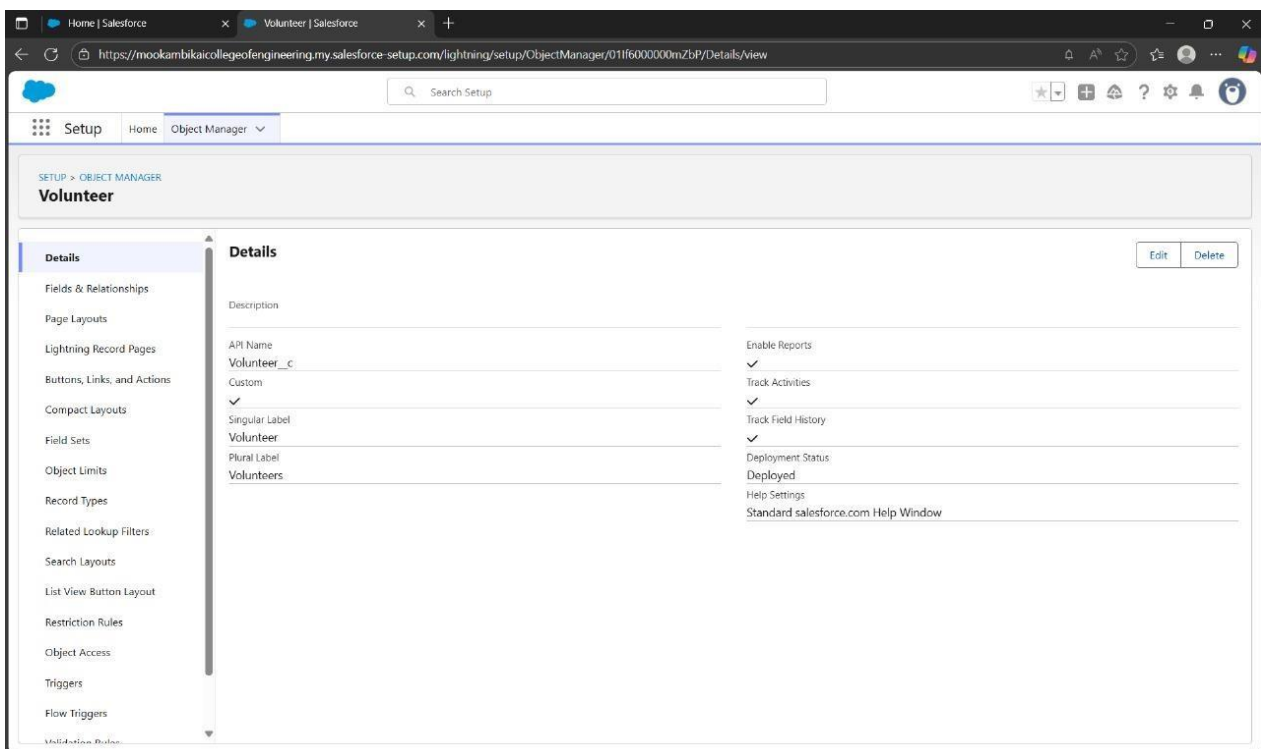 Home | Salesforce
Volunteer | Salesforce
https://mookambikaicollegeofengineering.my.salesforce-setup.com/lightning/setup/ObjectManager/01If6000000mZbP/Details/view
Search Setup
Setup
Home
Object Manager
SETUP > OBJECT MANAGER
Volunteer
Details
Fields & Relationships
Page Layouts
Lightning Record Pages
Buttons, Links, and Actions
Compact Layouts
Field Sets
Object Limits
Record Types
Related Lookup Filters
Search Layouts
List View Button Layout
Restriction Rules
Object Access
Triggers
Flow Triggers
Validation Rules
Details
Edit
Delete
Description
API Name
Volunteer__c
Custom
Singular Label
Volunteer
Plural Label
Volunteers
Enable Reports
Track Activities
Track Field History
Deployment Status
Deployed
Help Settings
Standard salesforce.com Help Window